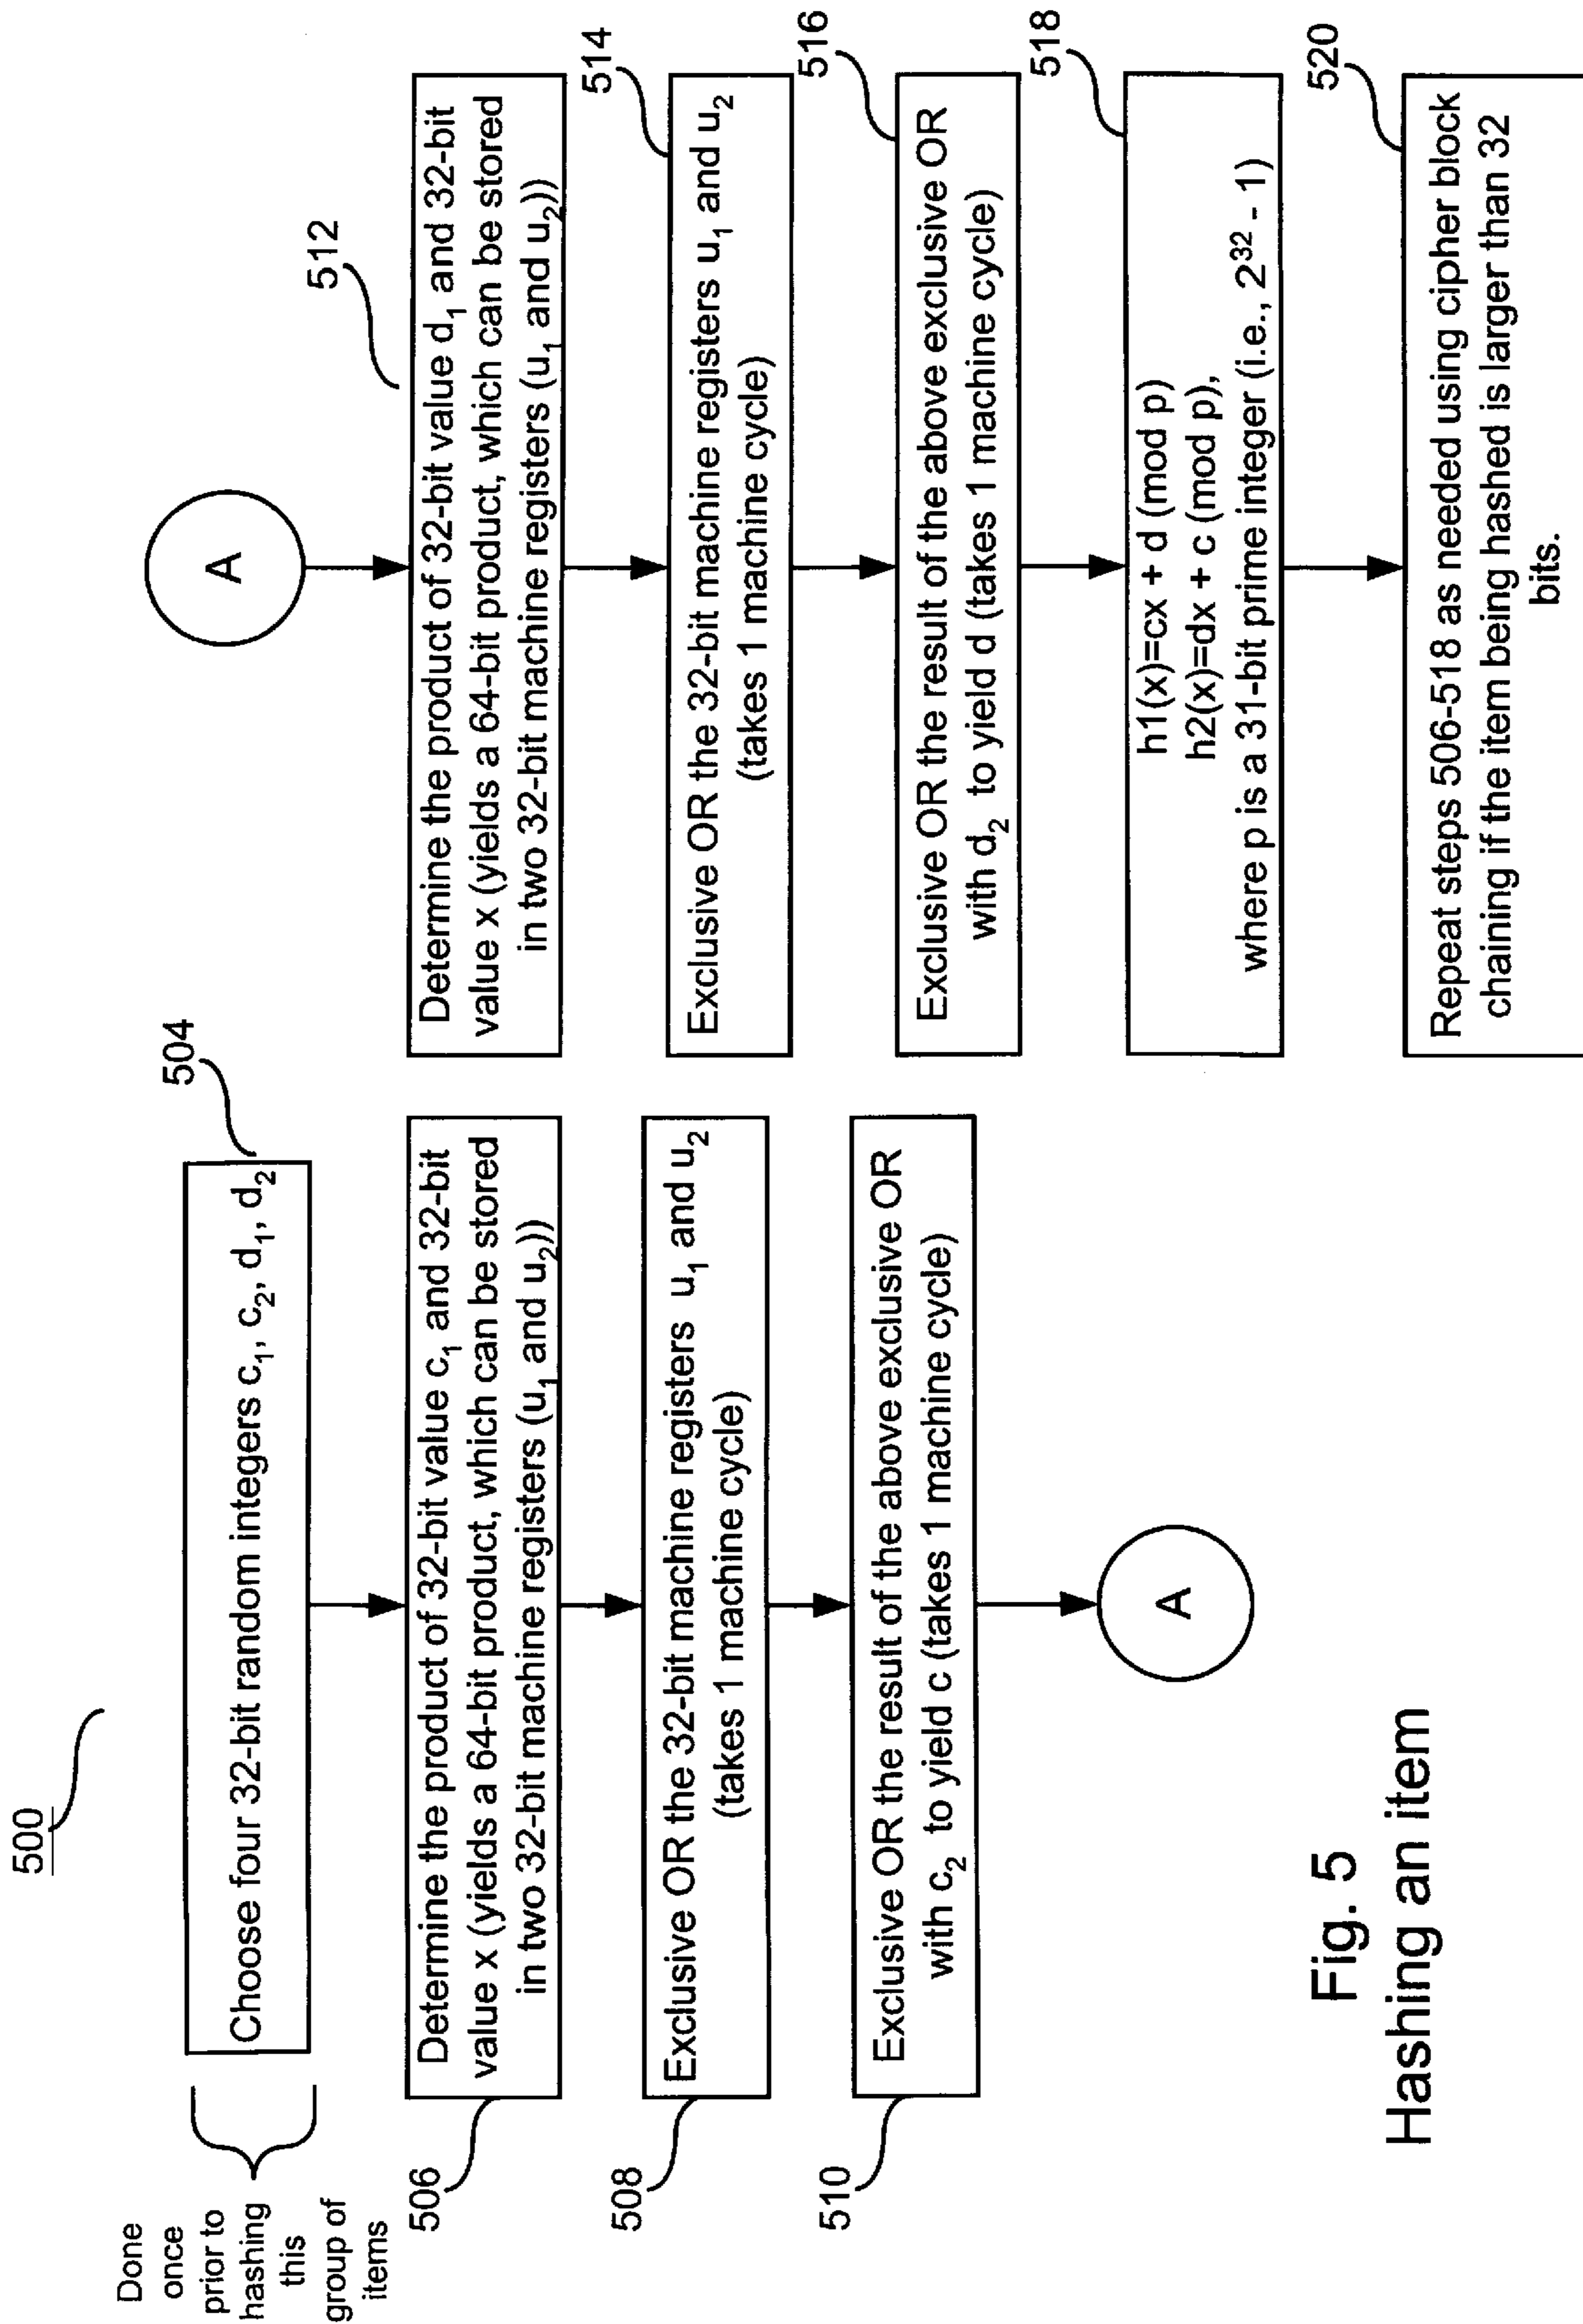 500
Done
once
prior to
hashing
this
group of
items
504
Choose four 32-bit random integers c₁, c₂, d₁, d₂
506
Determine the product of 32-bit value c₁ and 32-bit
value x (yields a 64-bit product, which can be stored
in two 32-bit machine registers (u₁ and u₂))
508
Exclusive OR the 32-bit machine registers u₁ and u₂
(takes 1 machine cycle)
510
Exclusive OR the result of the above exclusive OR
with c₂ to yield c (takes 1 machine cycle)
A
A
512
Determine the product of 32-bit value d₁ and 32-bit
value x (yields a 64-bit product, which can be stored
in two 32-bit machine registers (u₁ and u₂))
514
Exclusive OR the 32-bit machine registers u₁ and u₂
(takes 1 machine cycle)
516
Exclusive OR the result of the above exclusive OR
with d₂ to yield d (takes 1 machine cycle)
518
h1(x)=cx + d (mod p)
h2(x)=dx + c (mod p),
where p is a 31-bit prime integer (i.e., 2³² - 1)
520
Repeat steps 506-518 as needed using cipher block
chaining if the item being hashed is larger than 32
bits.
Fig. 5
Hashing an item